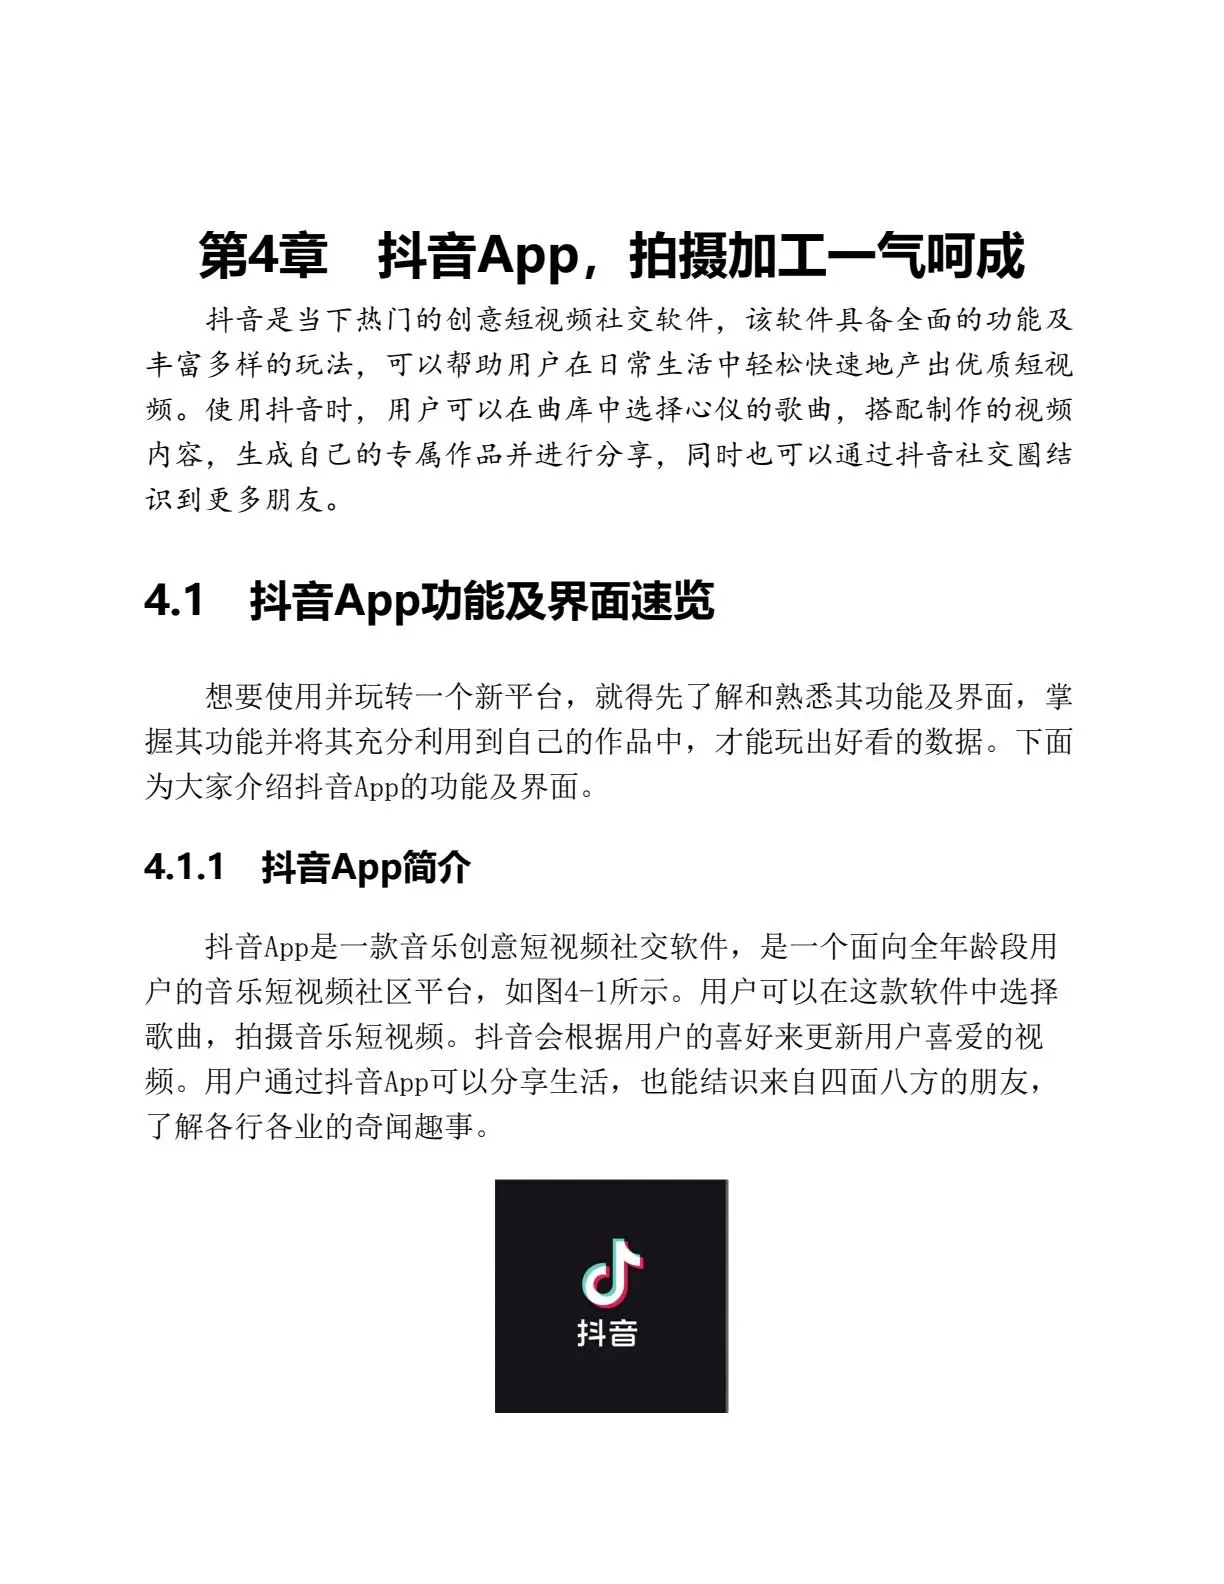 第4章　抖音App，拍摄加工一气呵成
抖音是当下热门的创意短视频社交软件，该软件具备全面的功能及
丰富多样的玩法，可以帮助用户在日常生活中轻松快速地产出优质短视
频。使用抖音时，用户可以在曲库中选择心仪的歌曲，搭配制作的视频
内容，生成自己的专属作品并进行分享，同时也可以通过抖音社交圈结
识到更多朋友。
4.1　抖音App功能及界面速览
想要使用并玩转一个新平台，就得先了解和熟悉其功能及界面，掌
握其功能并将其充分利用到自己的作品中，才能玩出好看的数据。下面
为大家介绍抖音App的功能及界面。
4.1.1　抖音App简介
抖音App是一款音乐创意短视频社交软件，是一个面向全年龄段用
户的音乐短视频社区平台，如图4-1所示。用户可以在这款软件中选择
歌曲，拍摄音乐短视频。抖音会根据用户的喜好来更新用户喜爱的视
频。用户通过抖音App可以分享生活，也能结识来自四面八方的朋友，
了解各行各业的奇闻趣事。
抖音